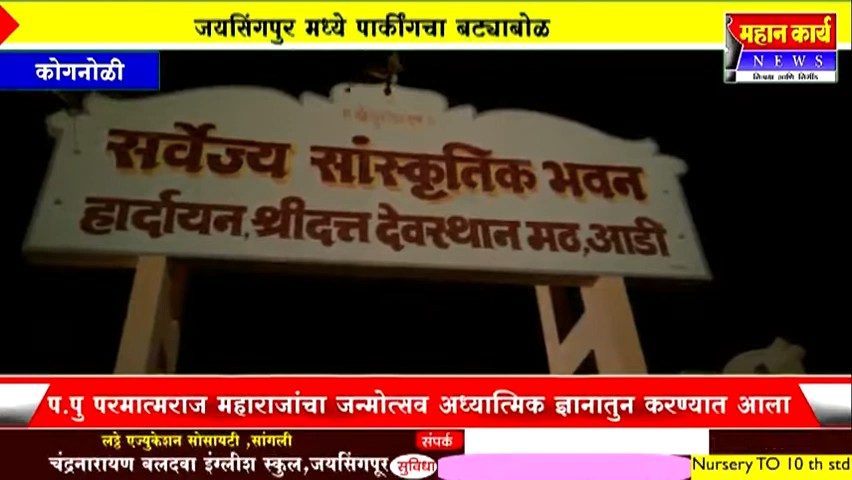 जयसिंगपुर मध्ये पार्कींगचा बट्याबोळ
महान कार्य
NEWS
कोगनोळी
सर्वेज्य सांस्कृतिक भवन
हार्दायन,श्रीदत्त देवस्थान मठ,आडी
प.पु परमात्मराज महाराजांचा जन्मोत्सव अध्यात्मिक ज्ञानातुन करण्यात आला
लठ्ठे एज्युकेशन सोसायटी ,सांगली
संपर्क
चंद्रनारायण बलदवा इंग्लीश स्कुल,जयसिंगपूर
सुविधा
Nursery TO 10 th std